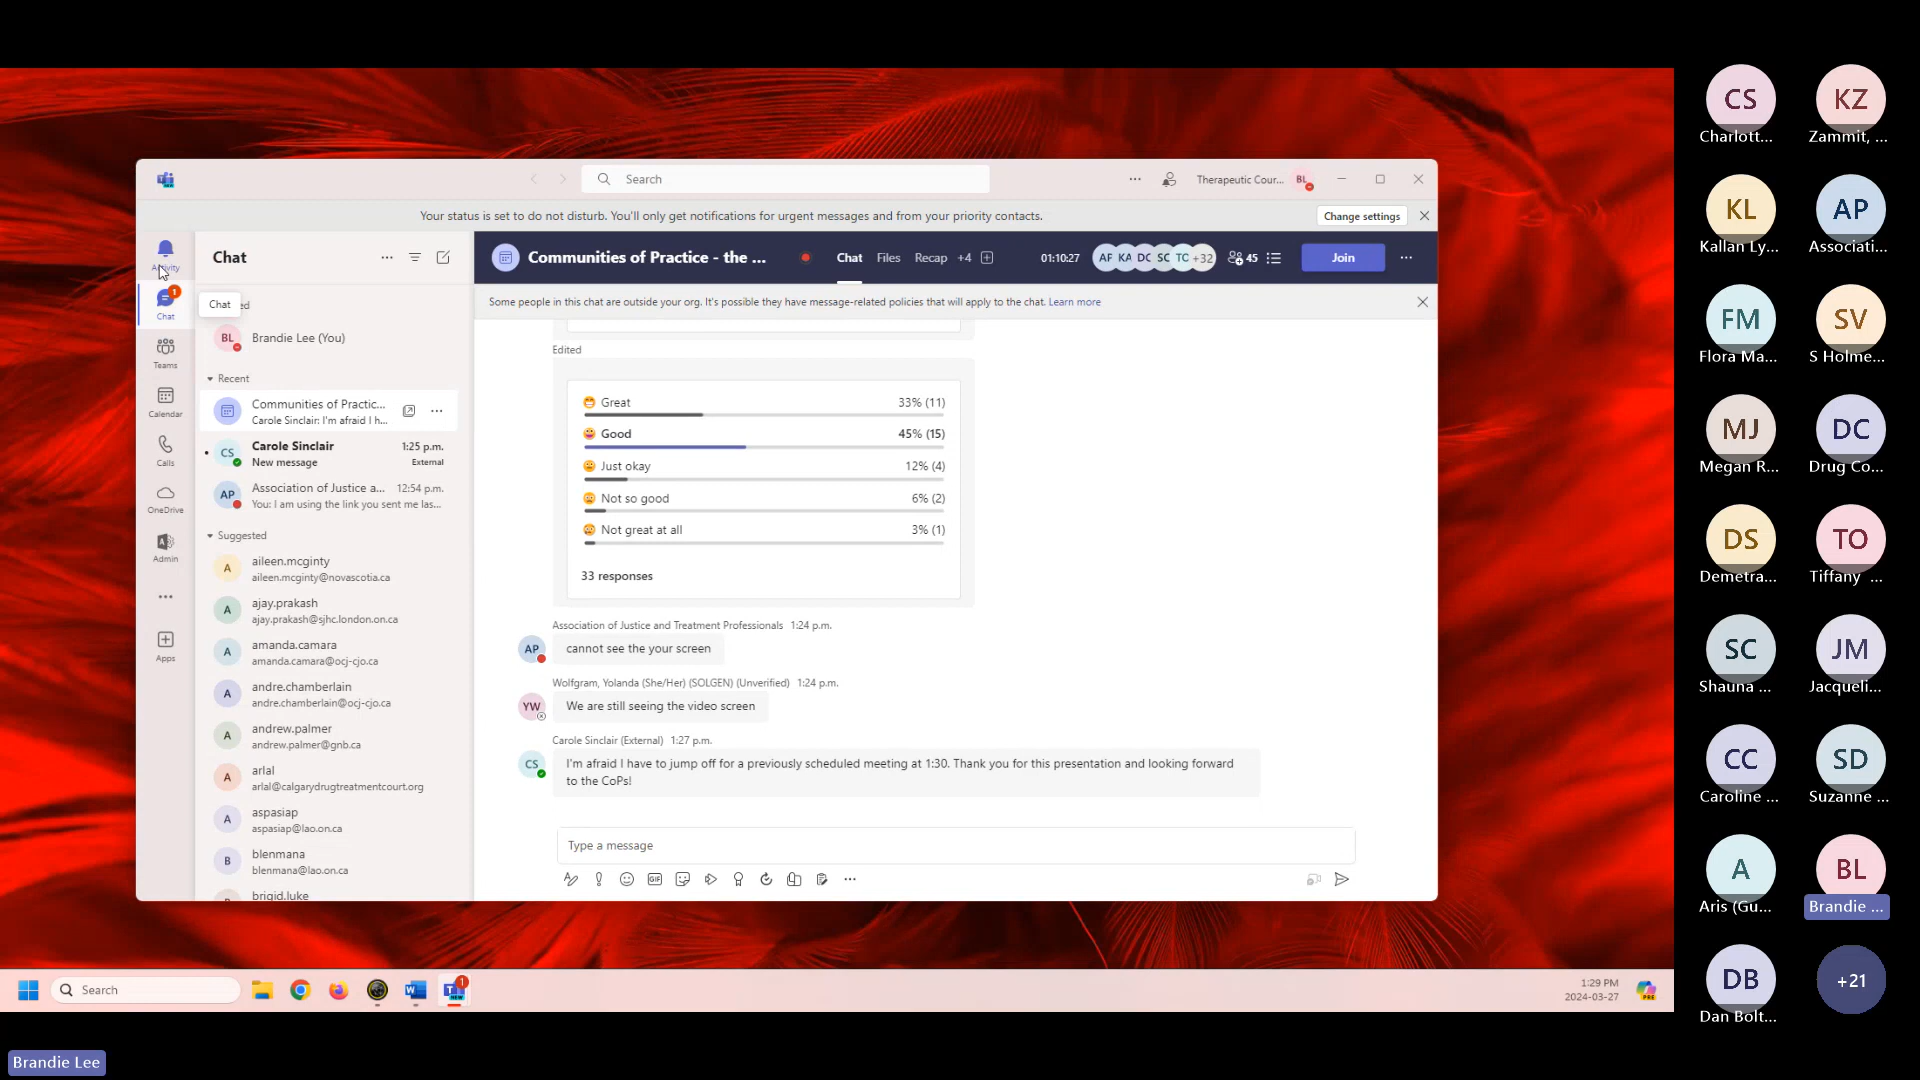 Search
Therapeutic Cour...
BL
Your status is set to do not disturb. You'll only get notifications for urgent messages and from your priority contacts.
Change settings
Activity
1
Chat
Teams
Calendar
Calls
OneDrive
Admin
Apps
Chat
Chat
BL
Brandie Lee (You)
Recent
Communities of Practic...
Carole Sinclair: I'm afraid I h...
CS
Carole Sinclair
1:25 p.m.
New message
External
AP
Association of Justice a...
12:54 p.m.
You: I am using the link you sent me las...
Suggested
A
aileen.mcginty
aileen.mcginty@novascotia.ca
A
ajay.prakash
ajay.prakash@sjhc.london.on.ca
A
amanda.camara
amanda.camara@ocj-cjo.ca
A
andre.chamberlain
andre.chamberlain@ocj-cjo.ca
A
andrew.palmer
andrew.palmer@gnb.ca
A
arlal
arlal@calgarydrugtreatmentcourt.org
A
aspasiap
aspasiap@lao.on.ca
B
blenmana
blenmana@lao.on.ca
brigid.luke
Communities of Practice - the ...
Chat
Files
Recap
+4
01:10:27
AP KA DC SC TC +32
45
Join
Some people in this chat are outside your org. It's possible they have message-related policies that will apply to the chat. Learn more
Edited
Great
33% (11)
Good
45% (15)
Just okay
12% (4)
Not so good
6% (2)
Not great at all
3% (1)
33 responses
Association of Justice and Treatment Professionals 1:24 p.m.
AP
cannot see the your screen
Wolfgram, Yolanda (She/Her) (SOLGEN) (Unverified) 1:24 p.m.
YW
We are still seeing the video screen
Carole Sinclair (External) 1:27 p.m.
CS
I'm afraid I have to jump off for a previously scheduled meeting at 1:30. Thank you for this presentation and looking forward
to the CoPs!
Type a message
GIF
Search
W
T
NEW
1
1:29 PM
2024-03-27
PRE
Brandie Lee
CS
Charlott...
KZ
Zammit, ...
KL
Kallan Ly...
AP
Associati...
FM
Flora Ma...
SV
S Holme...
MJ
Megan R...
DC
Drug Co...
DS
Demetra...
TO
Tiffany ...
SC
Shauna ...
JM
Jacqueli...
CC
Caroline ...
SD
Suzanne ...
A
Aris (Gu...
BL
Brandie ...
DB
Dan Bolt...
+21